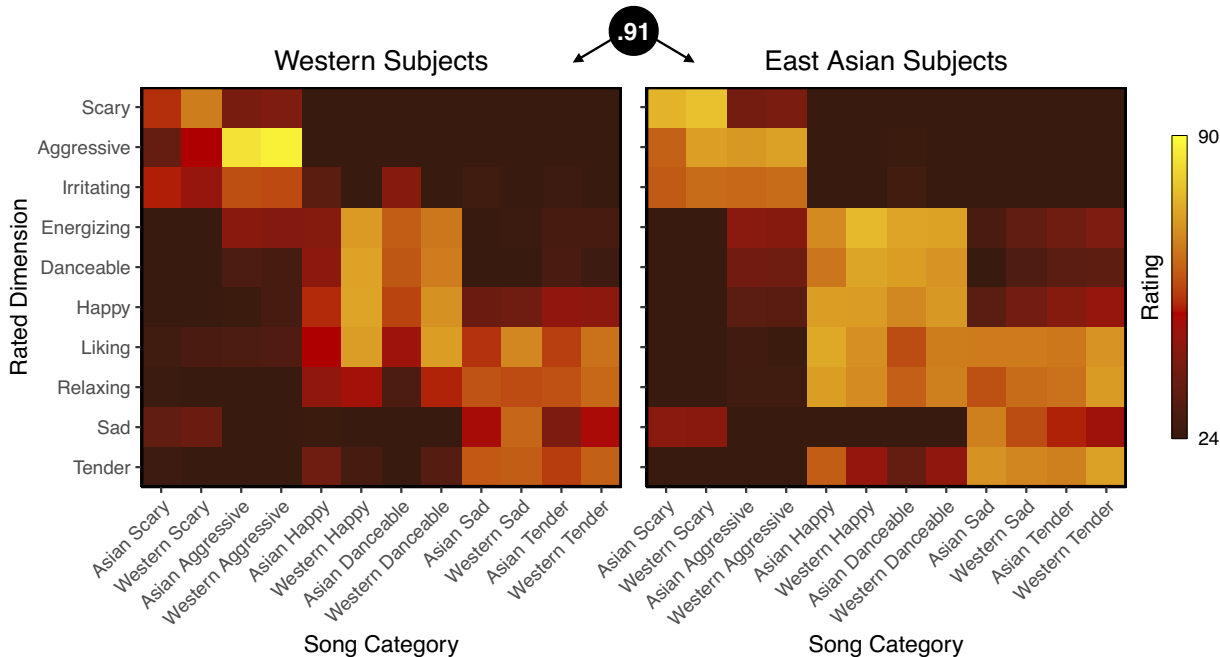 .91
Western Subjects
East Asian Subjects
Rated Dimension
Scary
Aggressive
Irritating
Energizing
Danceable
Happy
Liking
Relaxing
Sad
Tender
Asian Scary
Western Scary
Asian Aggressive
Western Aggressive
Asian Happy
Western Happy
Asian Danceable
Western Danceable
Asian Sad
Western Sad
Asian Tender
Western Tender
Song Category
Asian Scary
Western Scary
Asian Aggressive
Western Aggressive
Asian Happy
Western Happy
Asian Danceable
Western Danceable
Asian Sad
Western Sad
Asian Tender
Western Tender
Song Category
Rating
90
24